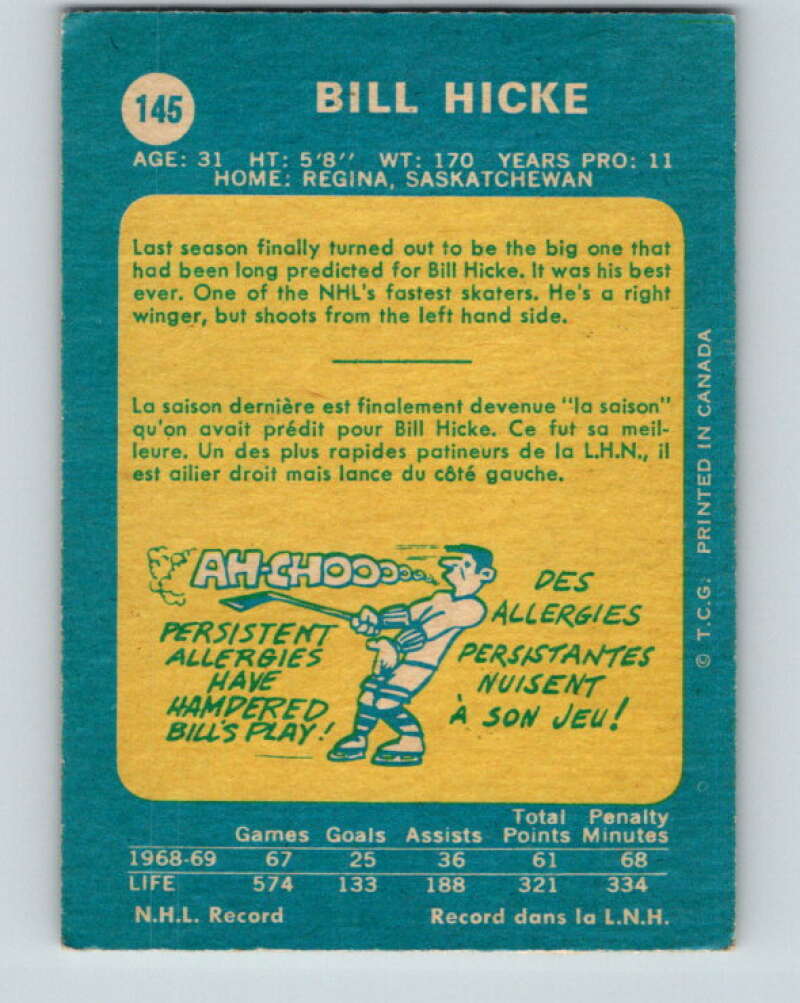 145
BILL HICKE
AGE: 31 HT: 5'8'' WT: 170 YEARS PRO: 11
HOME: REGINA, SASKATCHEWAN
Last season finally turned out to be the big one that
had been long predicted for Bill Hicke. It was his best
ever. One of the NHL's fastest skaters. He's a right
winger, but shoots from the left hand side.
La saison dernière est finalement devenue "la saison"
qu'on avait prédit pour Bill Hicke. Ce fut sa meil-
leure. Un des plus rapides patineurs de la L.H.N., il
est ailier droit mais lance du côté gauche.
AH-CHOOOOOOO
PERSISTENT
ALLERGIES
HAVE
HAMPERED
BILL'S PLAY!
DES
ALLERGIES
PERSISTANTES
NUISENT
À SON JEU!
© T.C.G. PRINTED IN CANADA
Total Penalty
Games Goals Assists Points Minutes
1968-69 67 25 36 61 68
LIFE 574 133 188 321 334
N.H.L. Record Record dans la L.N.H.